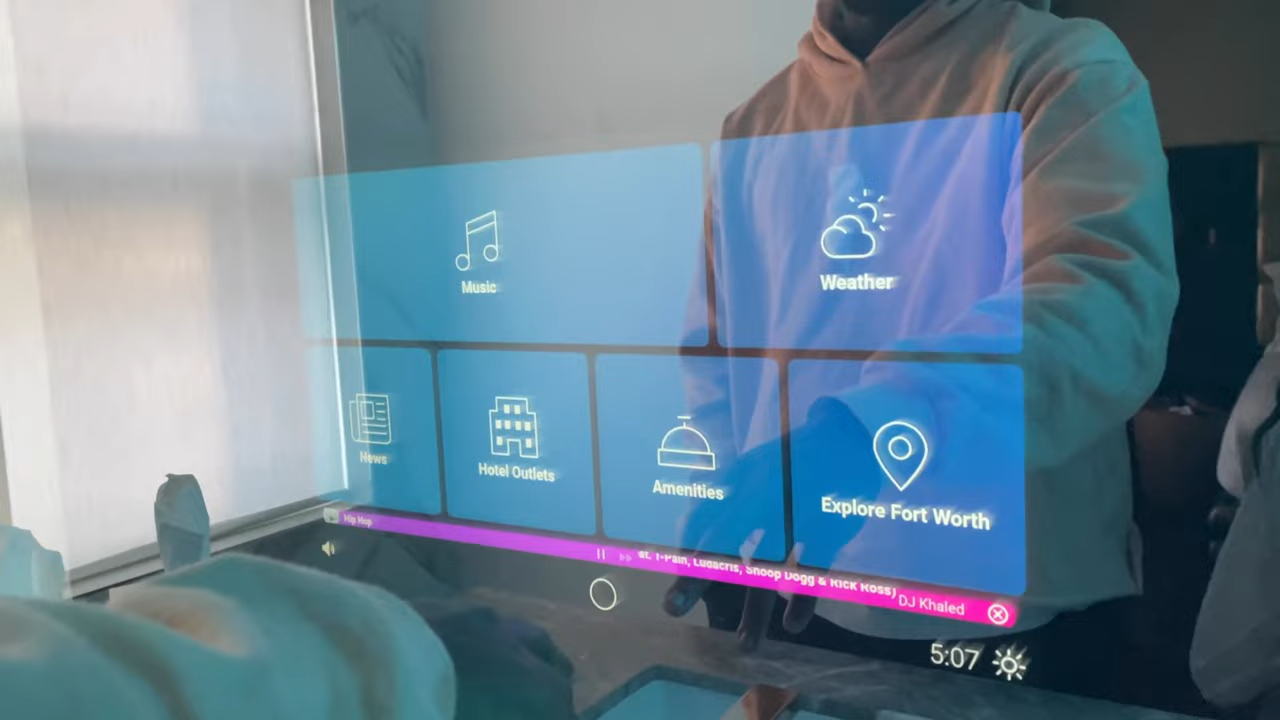 Music
Weather
News
Hotel Outlets
Amenities
Explore Fort Worth
Hip Hop
T-Pain, Ludacris, Snoop Dogg & Rick Ross)
DJ Khaled
5:07